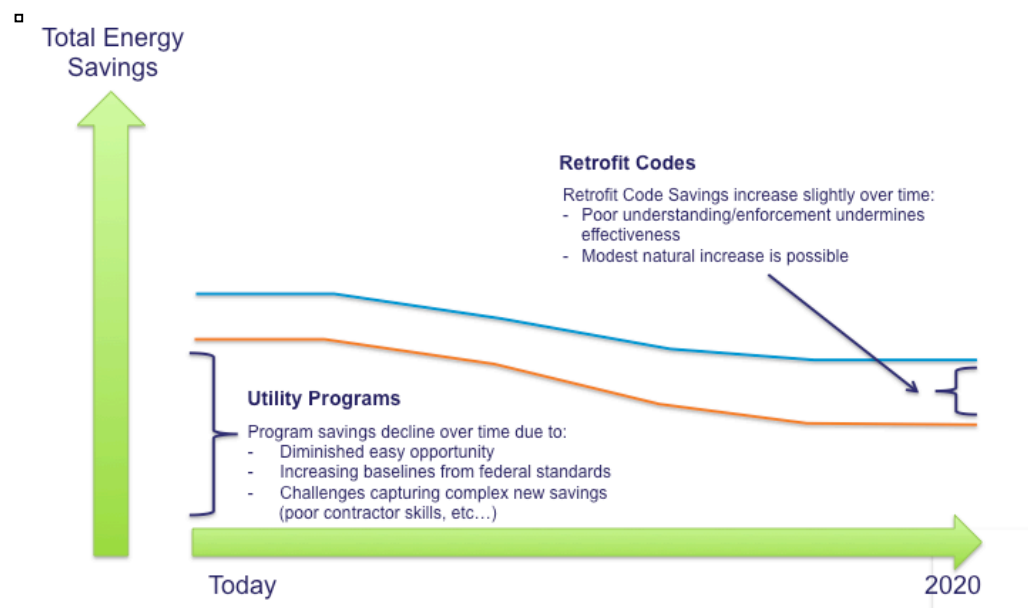 Total Energy
Savings
Retrofit Codes
Retrofit Code Savings increase slightly over time:
- Poor understanding/enforcement undermines
effectiveness
- Modest natural increase is possible
Utility Programs
Program savings decline over time due to:
- Diminished easy opportunity
- Increasing baselines from federal standards
- Challenges capturing complex new savings
(poor contractor skills, etc…)
Today
2020